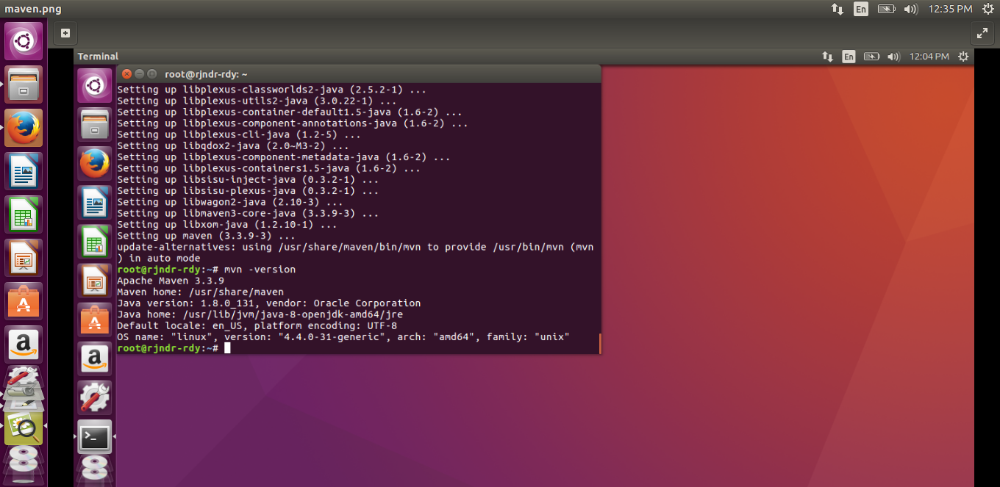 maven.png
En
12:35 PM
Terminal
En
12:04 PM
root@rjndr-rdy: ~
Setting up libplexus-classworlds2-java (2.5.2-1) ...
Setting up libplexus-utils2-java (3.0.22-1) ...
Setting up libplexus-container-default1.5-java (1.6-2) ...
Setting up libplexus-component-annotations-java (1.6-2) ...
Setting up libplexus-cli-java (1.2-5) ...
Setting up libqdox2-java (2.0~M3-2) ...
Setting up libplexus-component-metadata-java (1.6-2) ...
Setting up libplexus-containers1.5-java (1.6-2) ...
Setting up libsisu-inject-java (0.3.2-1) ...
Setting up libsisu-plexus-java (0.3.2-1) ...
Setting up libwagon2-java (2.10-3) ...
Setting up libmaven3-core-java (3.3.9-3) ...
Setting up libxom-java (1.2.10-1) ...
Setting up maven (3.3.9-3) ...
update-alternatives: using /usr/share/maven/bin/mvn to provide /usr/bin/mvn (mvn
) in auto mode
root@rjndr-rdy:~# mvn -version
Apache Maven 3.3.9
Maven home: /usr/share/maven
Java version: 1.8.0_131, vendor: Oracle Corporation
Java home: /usr/lib/jvm/java-8-openjdk-amd64/jre
Default locale: en_US, platform encoding: UTF-8
OS name: "linux", version: "4.4.0-31-generic", arch: "amd64", family: "unix"
root@rjndr-rdy:~#